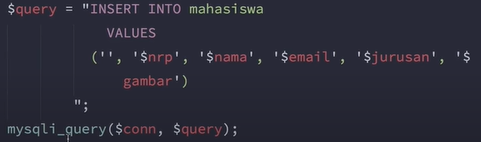 $query = "INSERT INTO mahasiswa
VALUES
('', '$nrp', '$nama', '$email', '$jurusan', '$
gambar')
";
mysqli_query($conn, $query);